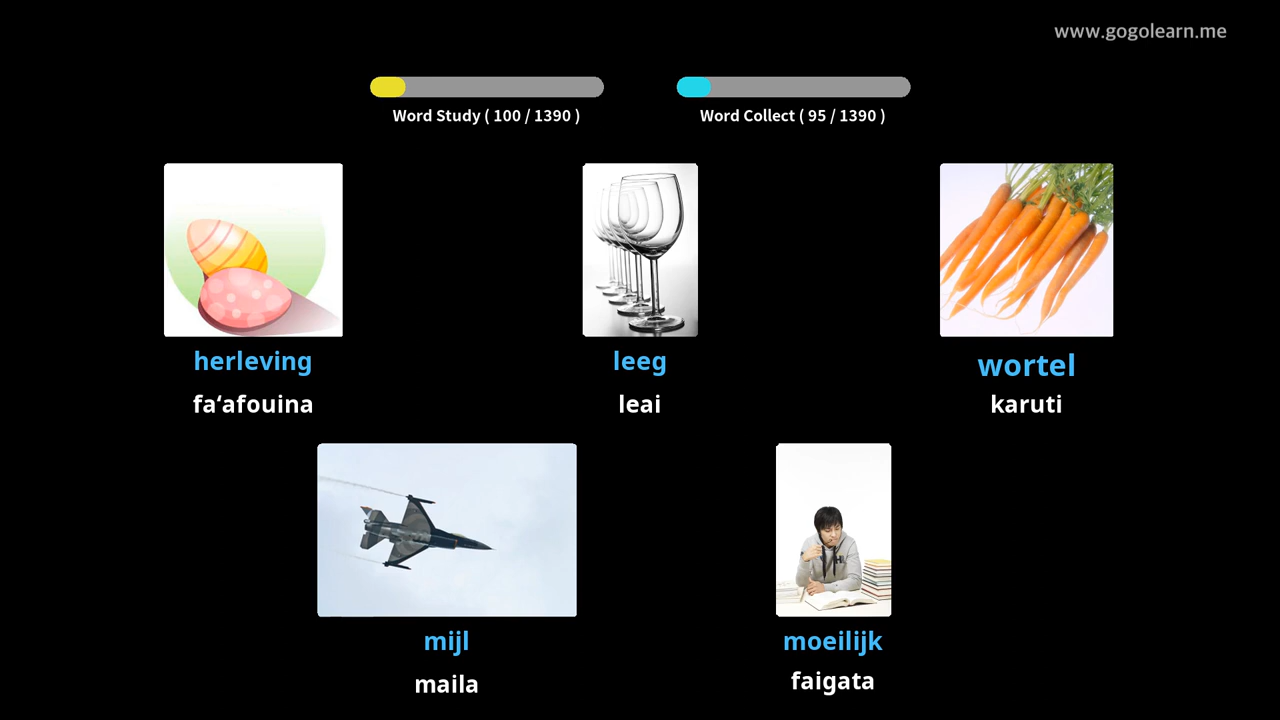 www.gogolearn.me
Word Study ( 100 / 1390 )
Word Collect ( 95 / 1390 )
herleving
leeg
wortel
fa‘afouina
leai
karuti
mijl
moeilijk
maila
faigata